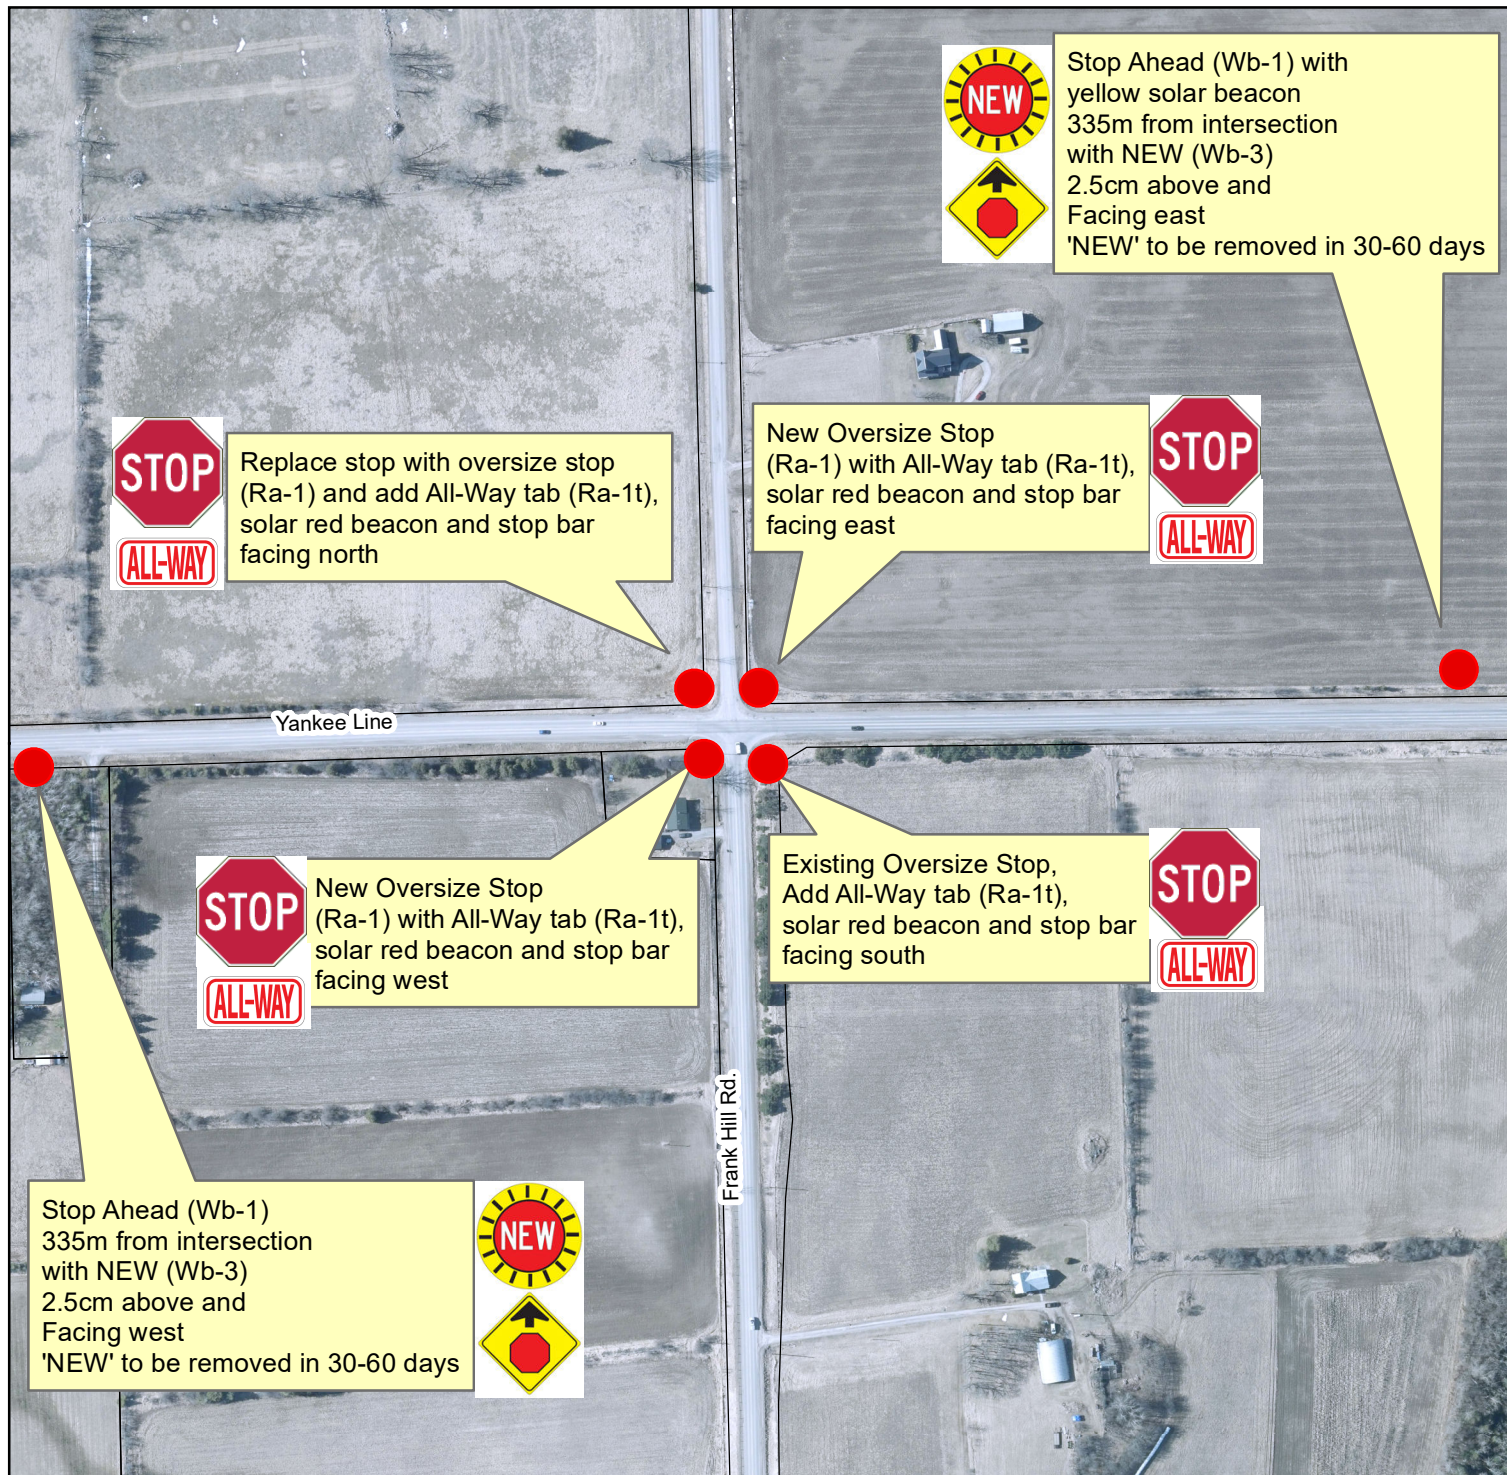 NEW
Stop Ahead (Wb-1) with
yellow solar beacon
335m from intersection
with NEW (Wb-3)
2.5cm above and
Facing east
'NEW' to be removed in 30-60 days
STOP
ALL-WAY
Replace stop with oversize stop
(Ra-1) and add All-Way tab (Ra-1t),
solar red beacon and stop bar
facing north
New Oversize Stop
(Ra-1) with All-Way tab (Ra-1t),
solar red beacon and stop bar
facing east
STOP
ALL-WAY
Yankee Line
STOP
ALL-WAY
New Oversize Stop
(Ra-1) with All-Way tab (Ra-1t),
solar red beacon and stop bar
facing west
Existing Oversize Stop,
Add All-Way tab (Ra-1t),
solar red beacon and stop bar
facing south
STOP
ALL-WAY
Frank Hill Rd.
Stop Ahead (Wb-1)
335m from intersection
with NEW (Wb-3)
2.5cm above and
Facing west
'NEW' to be removed in 30-60 days
NEW